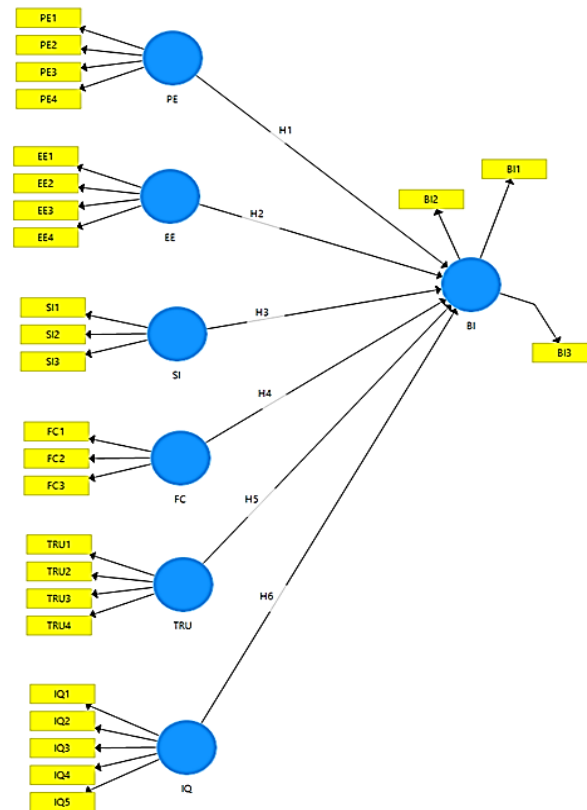 PE1
PE2
PE3
PE4
PE
H1
EE1
EE2
EE3
EE4
EE
H2
BI1
BI2
BI
BI3
SI1
SI2
SI3
SI
H3
FC1
FC2
FC3
FC
H4
TRU1
TRU2
TRU3
TRU4
TRU
H5
IQ1
IQ2
IQ3
IQ4
IQ5
IQ
H6